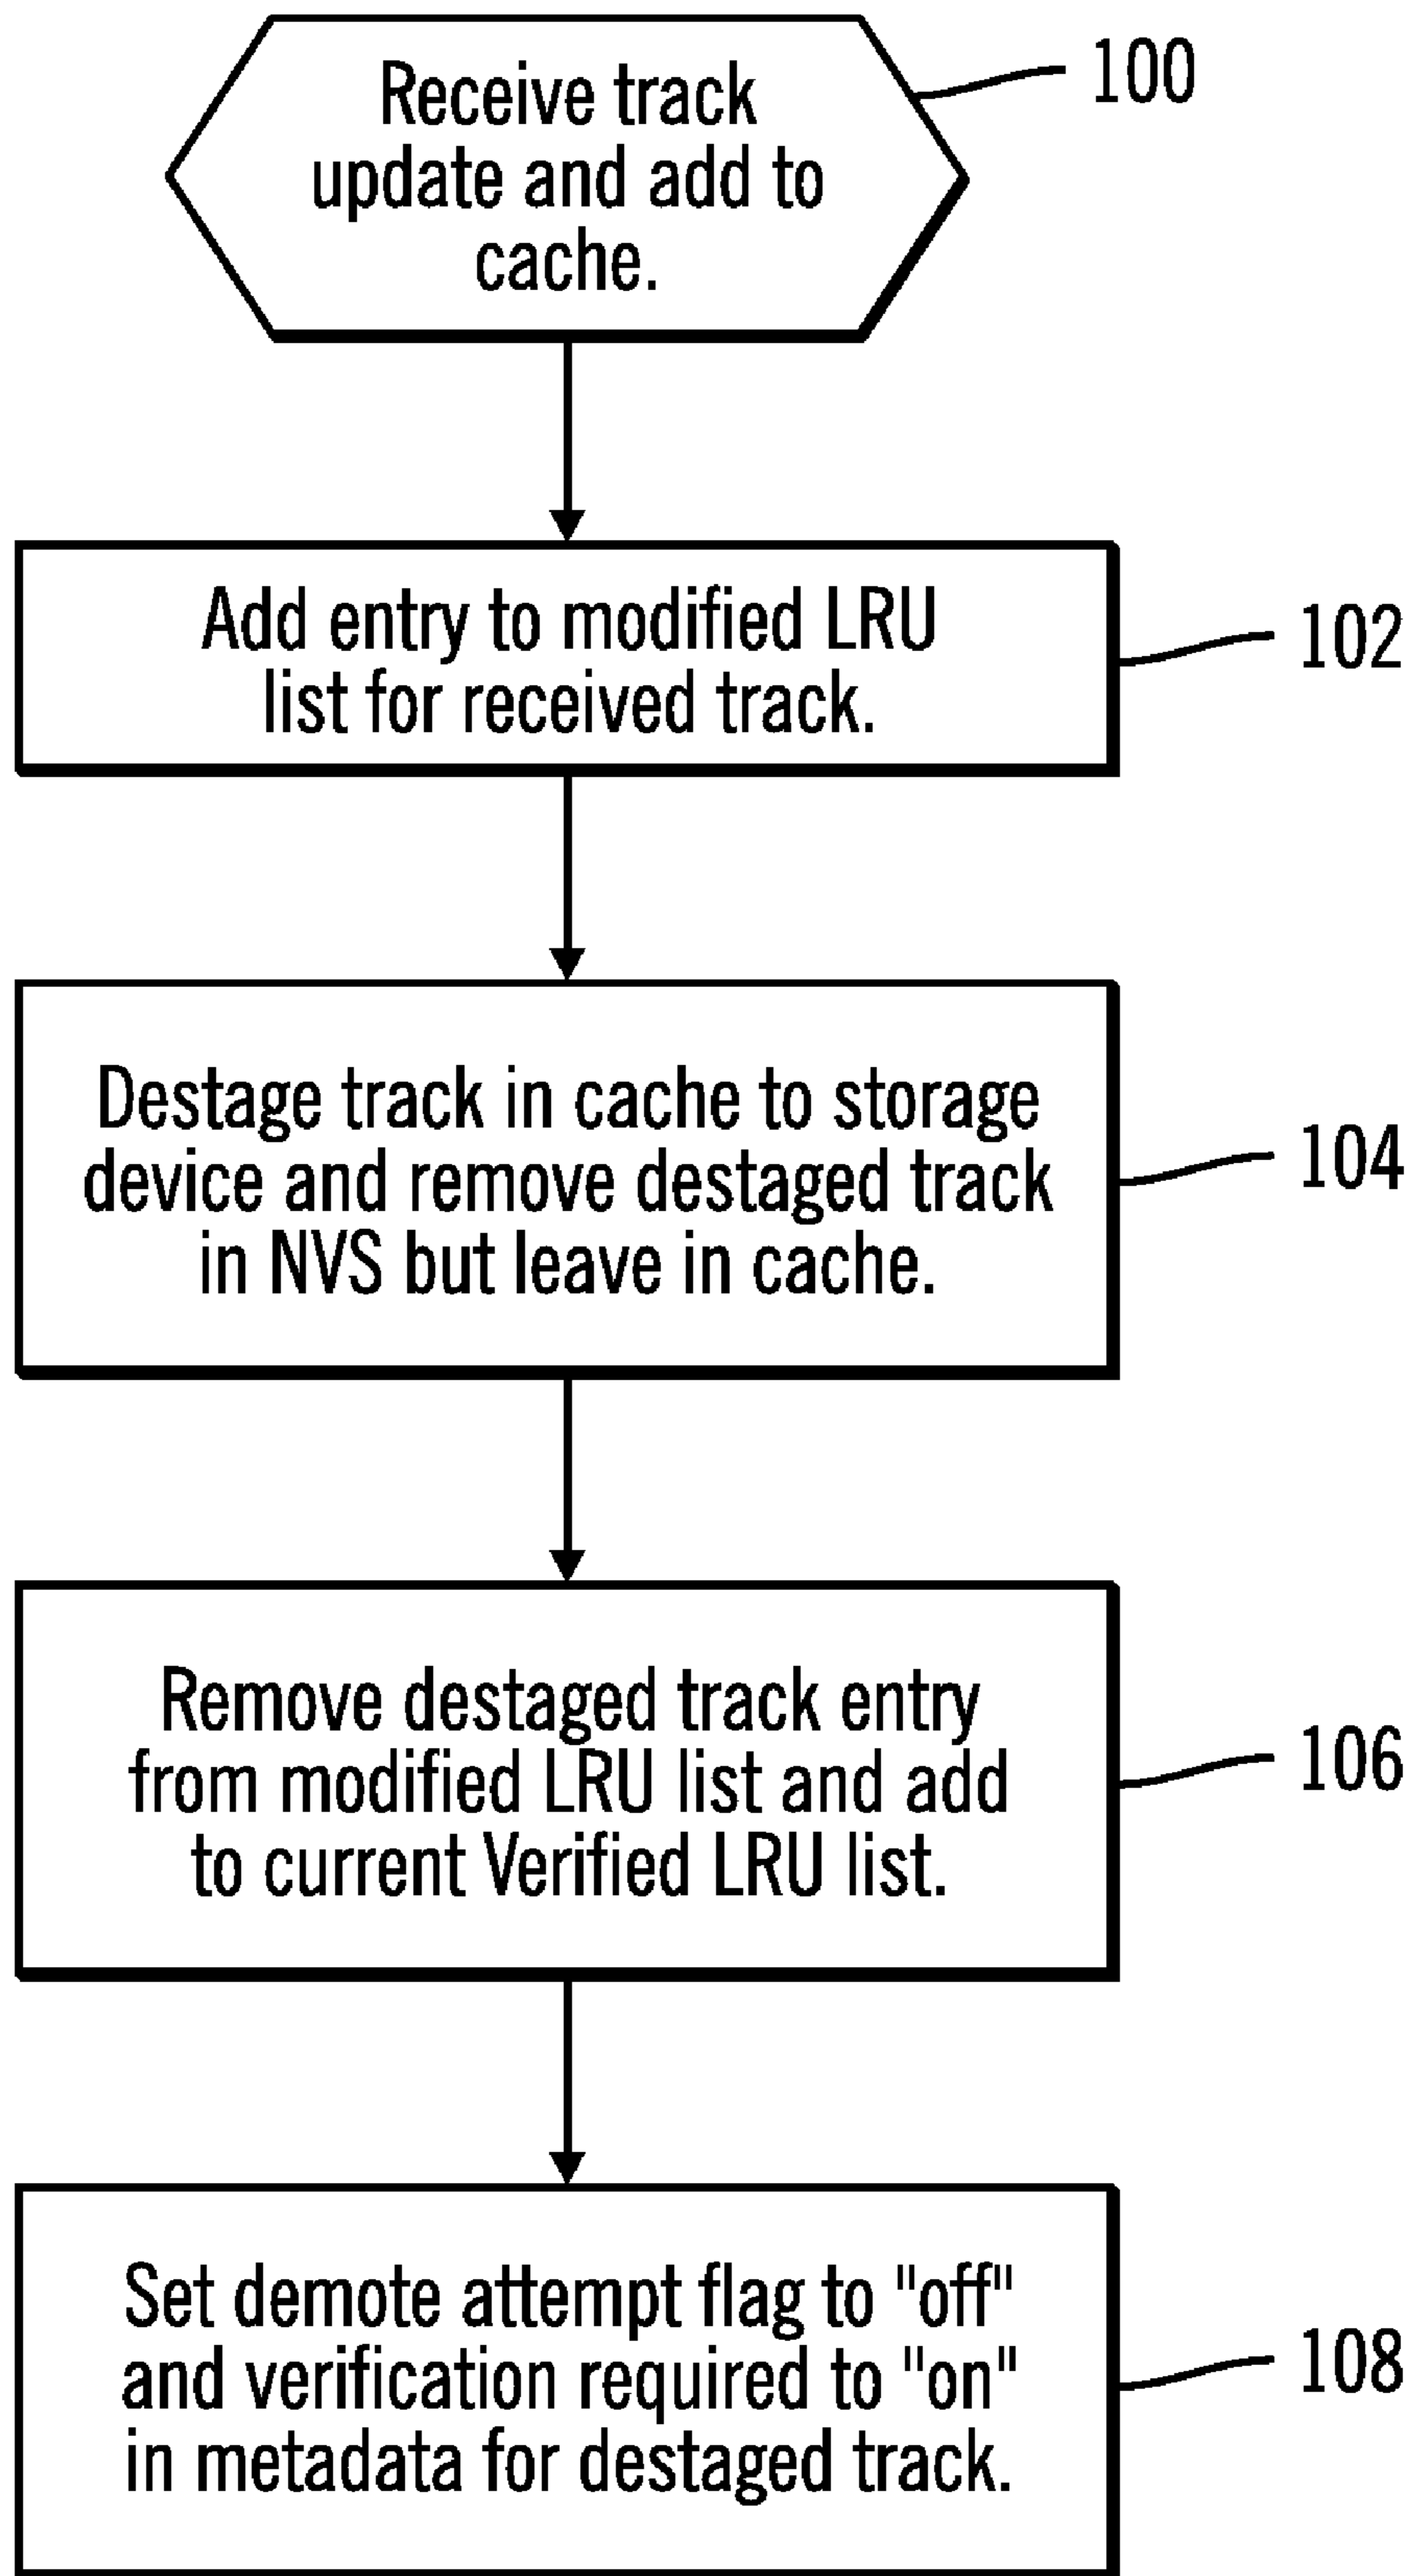 Receive track
update and add to
cache.
100
Add entry to modified LRU
list for received track.
102
Destage track in cache to storage
device and remove destaged track
in NVS but leave in cache.
104
Remove destaged track entry
from modified LRU list and add
to current Verified LRU list.
106
Set demote attempt flag to "off"
and verification required to "on"
in metadata for destaged track.
108